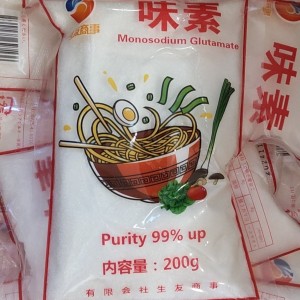 味素
Monosodium Glutamate
Purity 99% up
内容量：200g
有限会社生友商事
味素